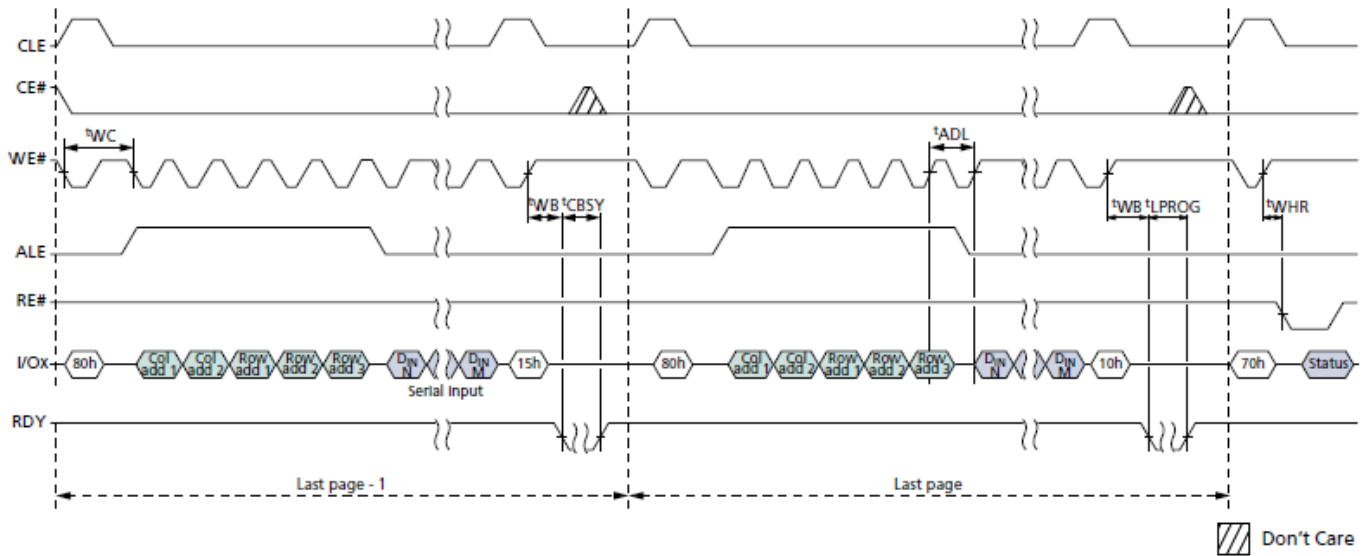 CLE
CE#
tWC
tADL
WE#
tWB tCBSY
tWB tLPROG
tWHR
ALE
RE#
I/Ox
80h
Col add 1
Col add 2
Row add 1
Row add 2
Row add 3
DIN N
DIN M
15h
80h
Col add 1
Col add 2
Row add 1
Row add 2
Row add 3
DIN N
DIN M
10h
70h
Status
Serial input
RDY
Last page - 1
Last page
Don't Care